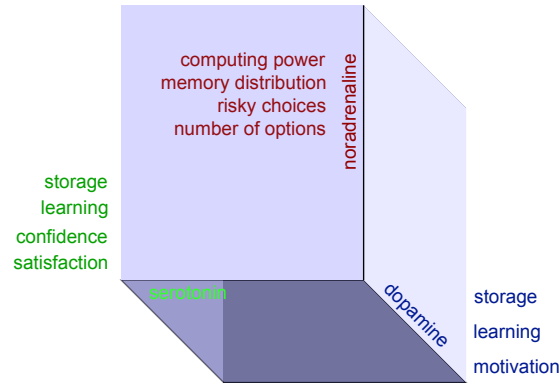 computing power
memory distribution
risky choices
number of options
noradrenaline
storage
learning
confidence
satisfaction
serotonin
dopamine
storage
learning
motivation